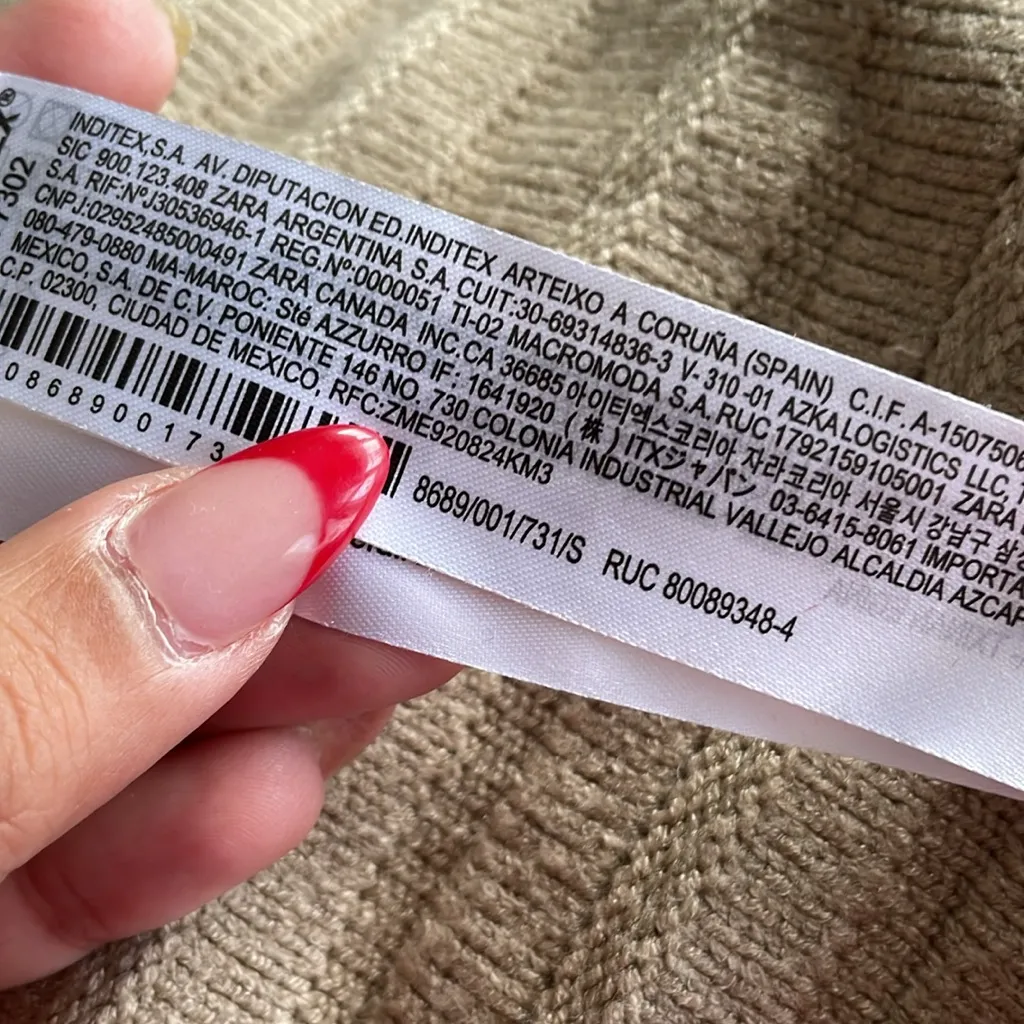 INDITEX,S.A. AV. DIPUTACION ED.INDITEX ARTEIXO A CORUÑA (SPAIN) C.I.F. A-1507506
SIC 900.123.408 ZARA ARGENTINA S.A. CUIT:30-69314836-3 V-310-01 AZKA LOGISTICS LLC,
S.A. RIF:NºJ30536946-1 REG.Nº:0000051 TI-02 MACROMODA S.A. RUC 1792159105001 ZARA
CNPJ:02952485000491 ZARA CANADA INC.CA 36685 아이티엑스코리아 자라코리아 서울시 강남구
080-479-0880 MA-MAROC: Sté AZZURRO IF: 1641920 (株)ITXジャパン 03-6415-8061 IMPORTA
MEXICO, S.A. DE C.V. PONIENTE 146 NO. 730 COLONIA INDUSTRIAL VALLEJO ALCALDIA AZCAP
C.P. 02300, CIUDAD DE MEXICO, RFC:ZME920824KM3
0868900173
8689/001/731/S RUC 80089348-4